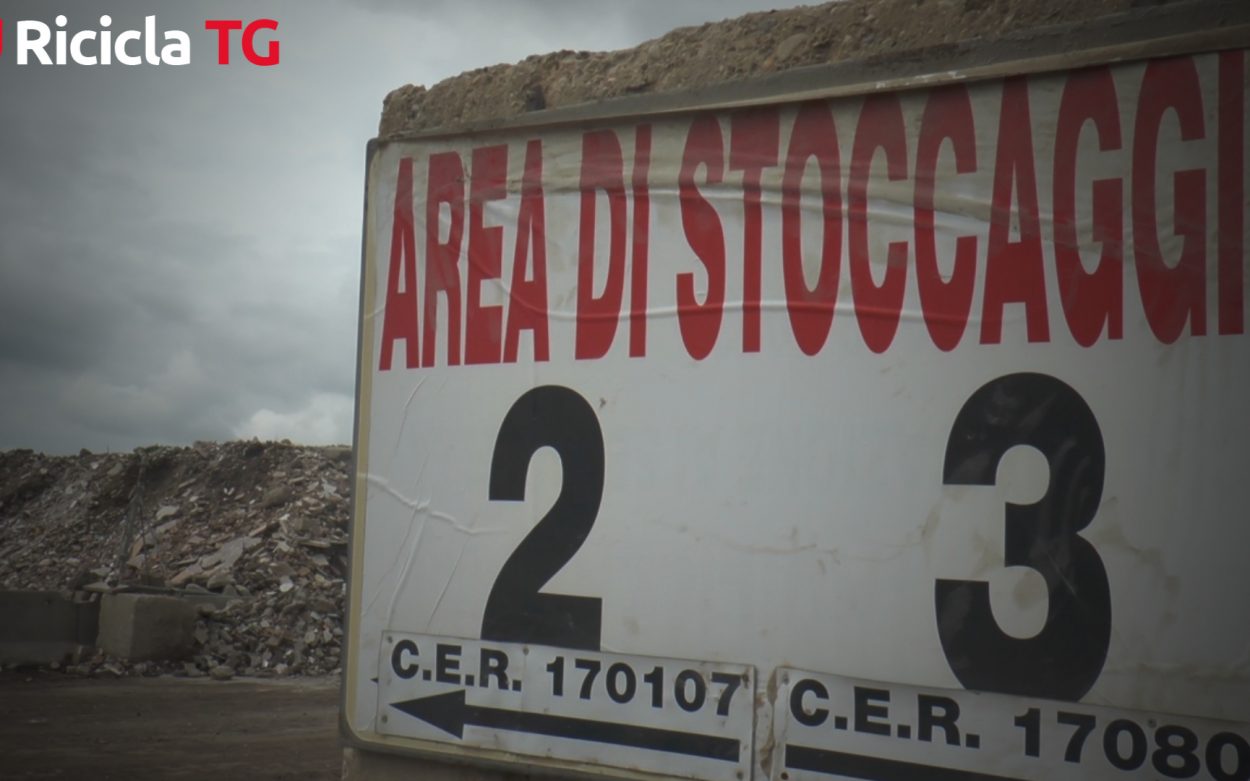 Ricicla TG
AREA DI STOCCAGGI
2 3
C.E.R. 170107
C.E.R. 17080